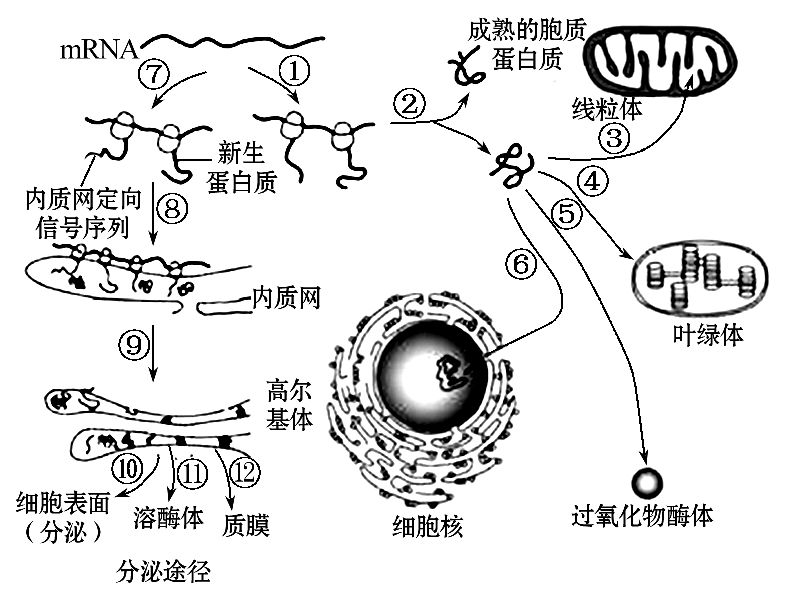 mRNA
⑦
①
②
成熟的胞质
蛋白质
线粒体
③
④
⑤
⑥
新生
蛋白质
内质网定向
信号序列
⑧
内质网
叶绿体
⑨
高尔
基体
⑩
⑪
⑫
细胞表面
（分泌）
溶酶体
质膜
细胞核
过氧化物酶体
分泌途径